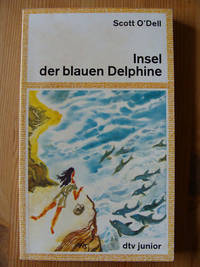 Scott O'Dell
Insel
der blauen Delphine
dtv junior